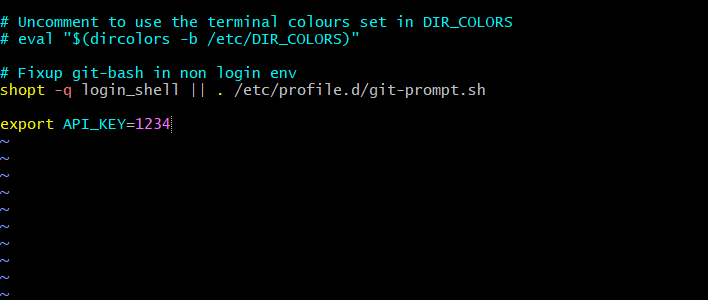 # Uncomment to use the terminal colours set in DIR_COLORS
# eval "$(dircolors -b /etc/DIR_COLORS)"
# Fixup git-bash in non login env
shopt -q login_shell || . /etc/profile.d/git-prompt.sh
export API_KEY=1234
~
~
~
~
~
~
~
~
~
~